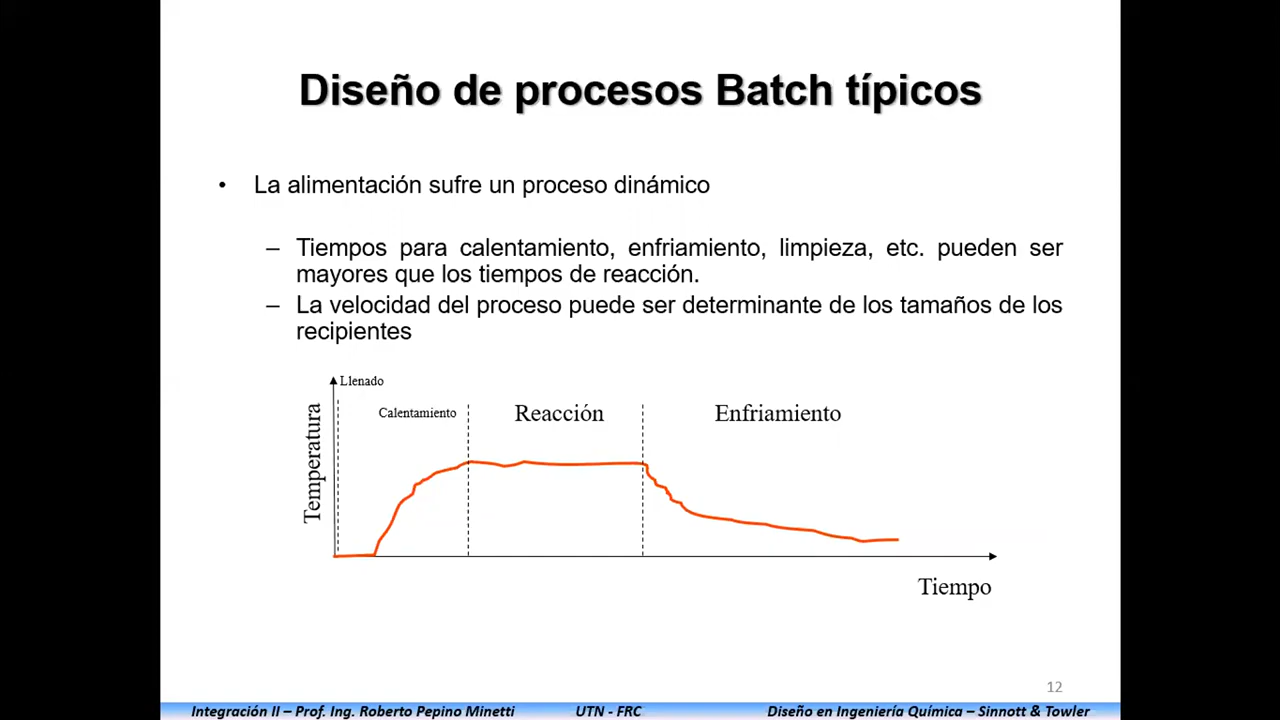 Diseño de procesos Batch típicos
• La alimentación sufre un proceso dinámico
– Tiempos para calentamiento, enfriamiento, limpieza, etc. pueden ser
mayores que los tiempos de reacción.
– La velocidad del proceso puede ser determinante de los tamaños de los
recipientes
Llenado
Calentamiento
Reacción
Enfriamiento
Temperatura
Tiempo
12
Integración II – Prof. Ing. Roberto Pepino Minetti
UTN - FRC
Diseño en Ingeniería Química – Sinnott & Towler